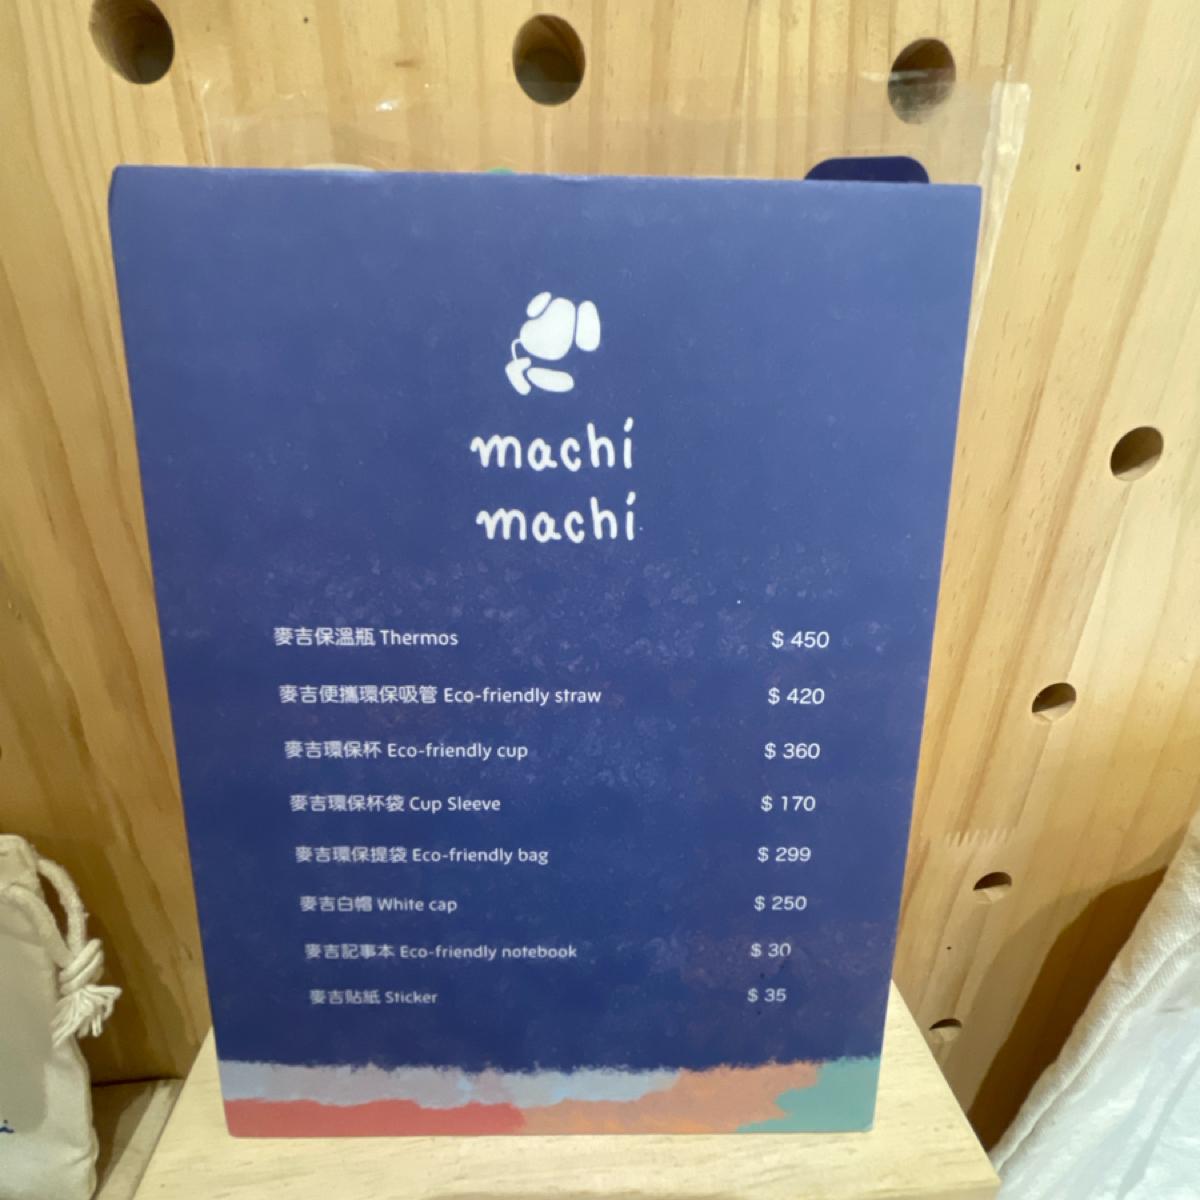 machi
machi
麥吉保溫瓶 Thermos $ 450
麥吉便攜環保吸管 Eco-friendly straw $ 420
麥吉環保杯 Eco-friendly cup $ 360
麥吉環保杯袋 Cup Sleeve $ 170
麥吉環保提袋 Eco-friendly bag $ 299
麥吉白帽 White cap $ 250
麥吉記事本 Eco-friendly notebook $ 30
麥吉貼紙 Sticker $ 35